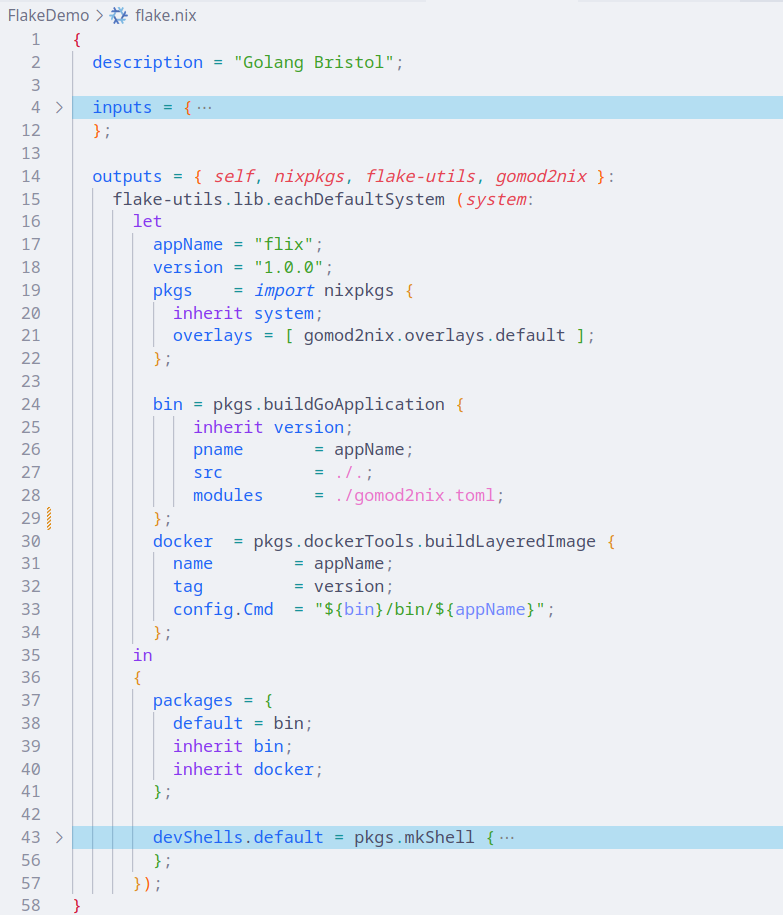 FlakeDemo > flake.nix
1 {
2   description = "Golang Bristol";
3
4 > inputs = { ···
12   };
13
14   outputs = { self, nixpkgs, flake-utils, gomod2nix }:
15     flake-utils.lib.eachDefaultSystem (system:
16       let
17         appName = "flix";
18         version = "1.0.0";
19         pkgs    = import nixpkgs {
20           inherit system;
21           overlays = [ gomod2nix.overlays.default ];
22         };
23
24         bin = pkgs.buildGoApplication {
25             inherit version;
26             pname       = appName;
27             src         = ./.;
28             modules     = ./gomod2nix.toml;
29         };
30         docker  = pkgs.dockerTools.buildLayeredImage {
31           name        = appName;
32           tag         = version;
33           config.Cmd  = "${bin}/bin/${appName}";
34         };
35       in
36       {
37         packages = {
38           default = bin;
39           inherit bin;
40           inherit docker;
41         };
42
43 >       devShells.default = pkgs.mkShell { ···
56         };
57       });
58 }